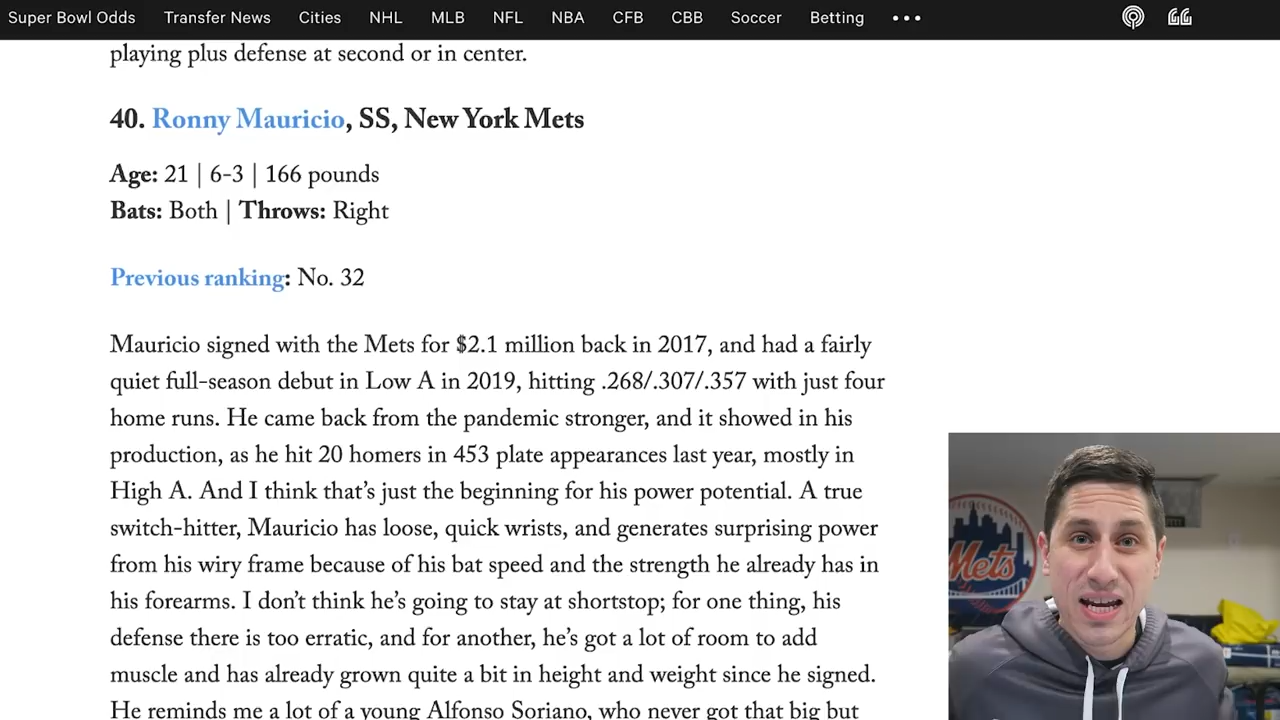 Super Bowl Odds Transfer News Cities NHL MLB NFL NBA CFB CBB Soccer Betting
playing plus defense at second or in center.
40. Ronny Mauricio, SS, New York Mets
Age: 21 | 6-3 | 166 pounds
Bats: Both | Throws: Right
Previous ranking: No. 32
Mauricio signed with the Mets for $2.1 million back in 2017, and had a fairly
quiet full-season debut in Low A in 2019, hitting .268/.307/.357 with just four
home runs. He came back from the pandemic stronger, and it showed in his
production, as he hit 20 homers in 453 plate appearances last year, mostly in
High A. And I think that’s just the beginning for his power potential. A true
switch-hitter, Mauricio has loose, quick wrists, and generates surprising power
from his wiry frame because of his bat speed and the strength he already has in
his forearms. I don’t think he’s going to stay at shortstop; for one thing, his
defense there is too erratic, and for another, he’s got a lot of room to add
muscle and has already grown quite a bit in height and weight since he signed.
He reminds me a lot of a young Alfonso Soriano, who never got that big but
Mets